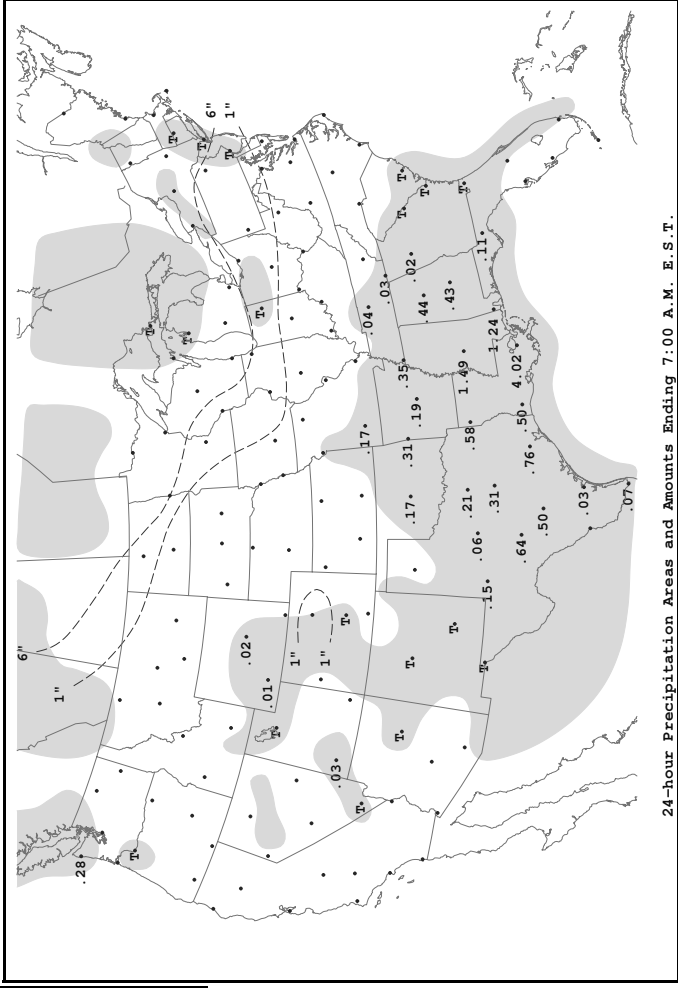 6"
1"
.28
T
T
T
T
T
6"
1"
T
.02
T
.01
T
1"
1"
.03
T
T
.17
.04
.03
T
.35
T
T
.31
.17
.02
T
.19
.44
T
.43
T
1.49
T
.21
.58
.06
.11
T
.15
1.24
.31
4.02
.64
.50
.76
.50
.03
.07
24-hour Precipitation Areas and Amounts Ending 7:00 A.M. E.S.T.